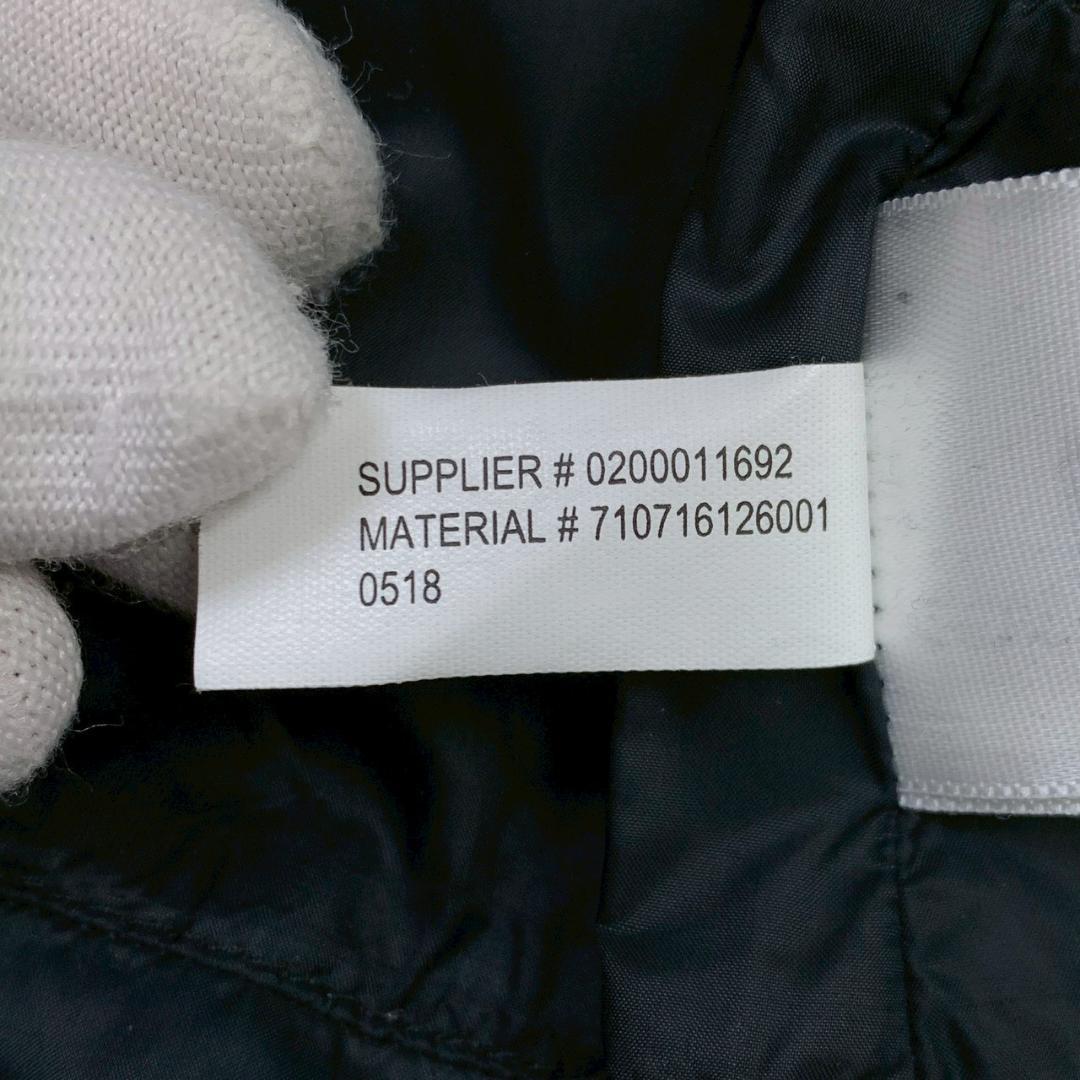 SUPPLIER # 0200011692
MATERIAL # 710716126001
0518